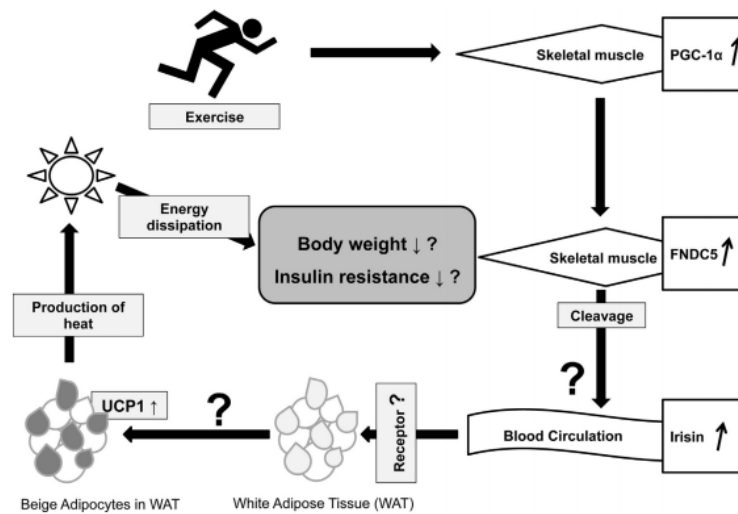 Exercise
Skeletal muscle
PGC-1α ↑
Energy
dissipation
Body weight ↓ ?
Insulin resistance ↓ ?
Skeletal muscle
FNDC5 ↑
Cleavage
?
Production of
heat
UCP1 ↑
?
Receptor ?
Blood Circulation
Irisin ↑
Beige Adipocytes in WAT
White Adipose Tissue (WAT)